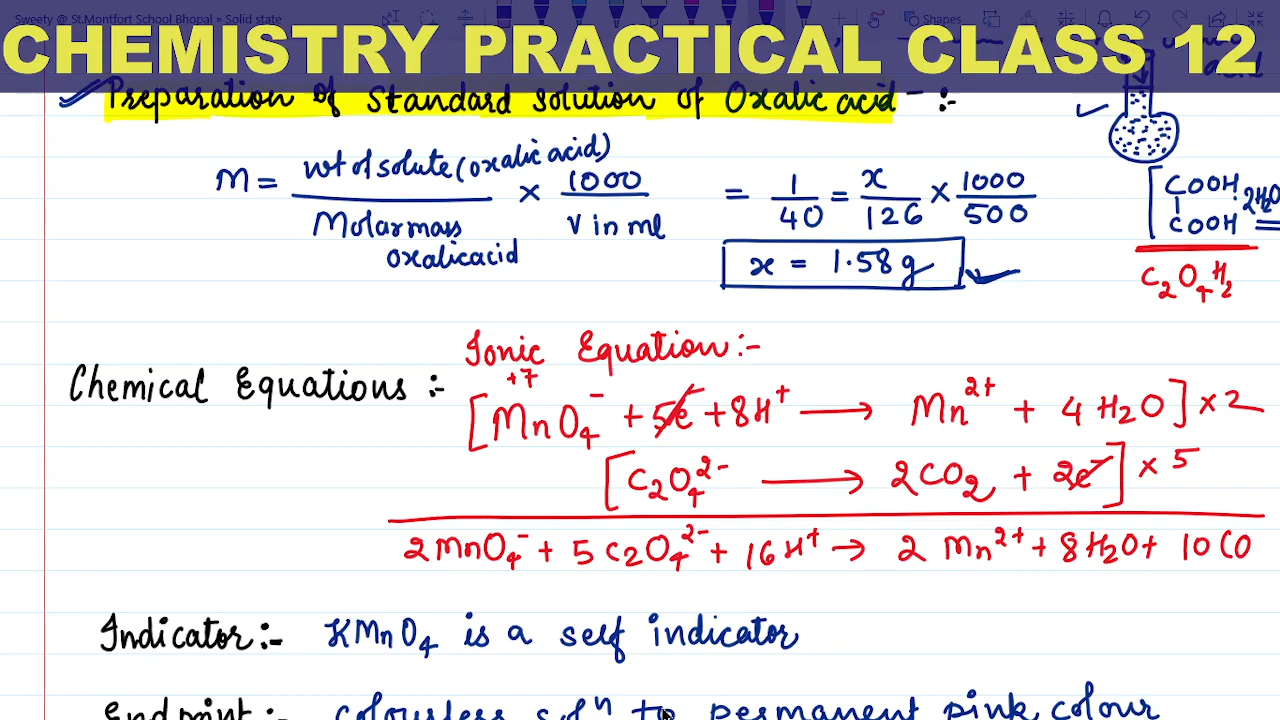 Sweety @ St.Montfort School Bhopal » Solid state
Shapes
CHEMISTRY PRACTICAL CLASS 12
acid
Preparation of Standard solution of Oxalic acid :-
M = wt of solute (oxalic acid) / Molarmass oxalicacid × 1000 / V in ml = 1/40 = x/126 × 1000/500
x = 1.58 g
[COOH
COOH 2H2O
C2O4H2
Ionic Equation:-
Chemical Equations :-
+7
[MnO4⁻ + 5e + 8H⁺ → Mn²⁺ + 4H2O] × 2
[C2O4²⁻ → 2CO2 + 2e⁻] × 5
2MnO4⁻ + 5C2O4²⁻ + 16H⁺ → 2Mn²⁺ + 8H2O + 10CO
Indicator:- KMnO4 is a self indicator
Endpoint:- colourless solⁿ to permanent pink colour